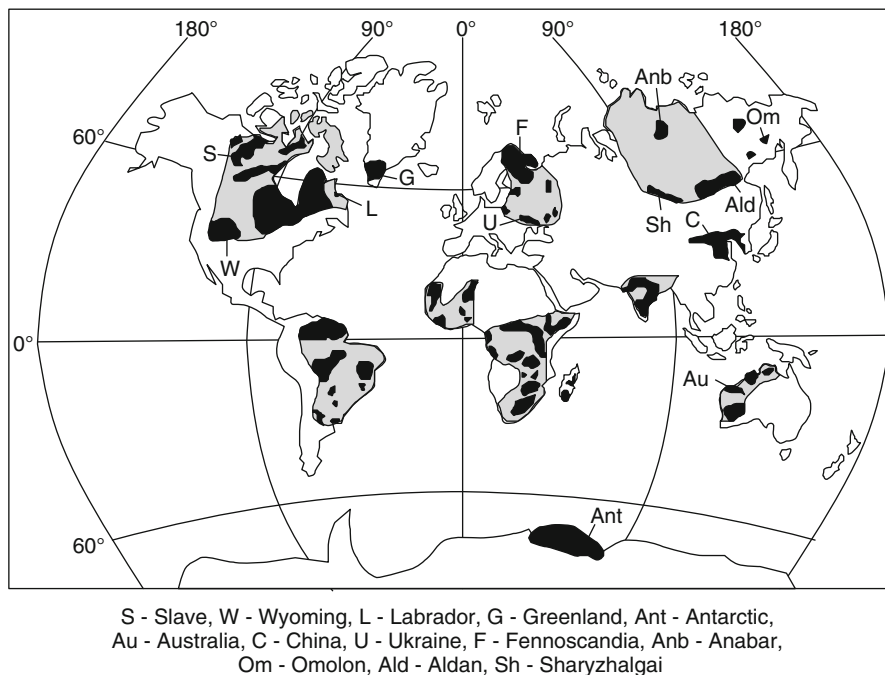 180° 90° 0° 90° 180°
Anb
Om
60°
F
S
G
L
U
Sh
Ald
C
W
0°
Au
Ant
60°
S - Slave, W - Wyoming, L - Labrador, G - Greenland, Ant - Antarctic,
Au - Australia, C - China, U - Ukraine, F - Fennoscandia, Anb - Anabar,
Om - Omolon, Ald - Aldan, Sh - Sharyzhalgai